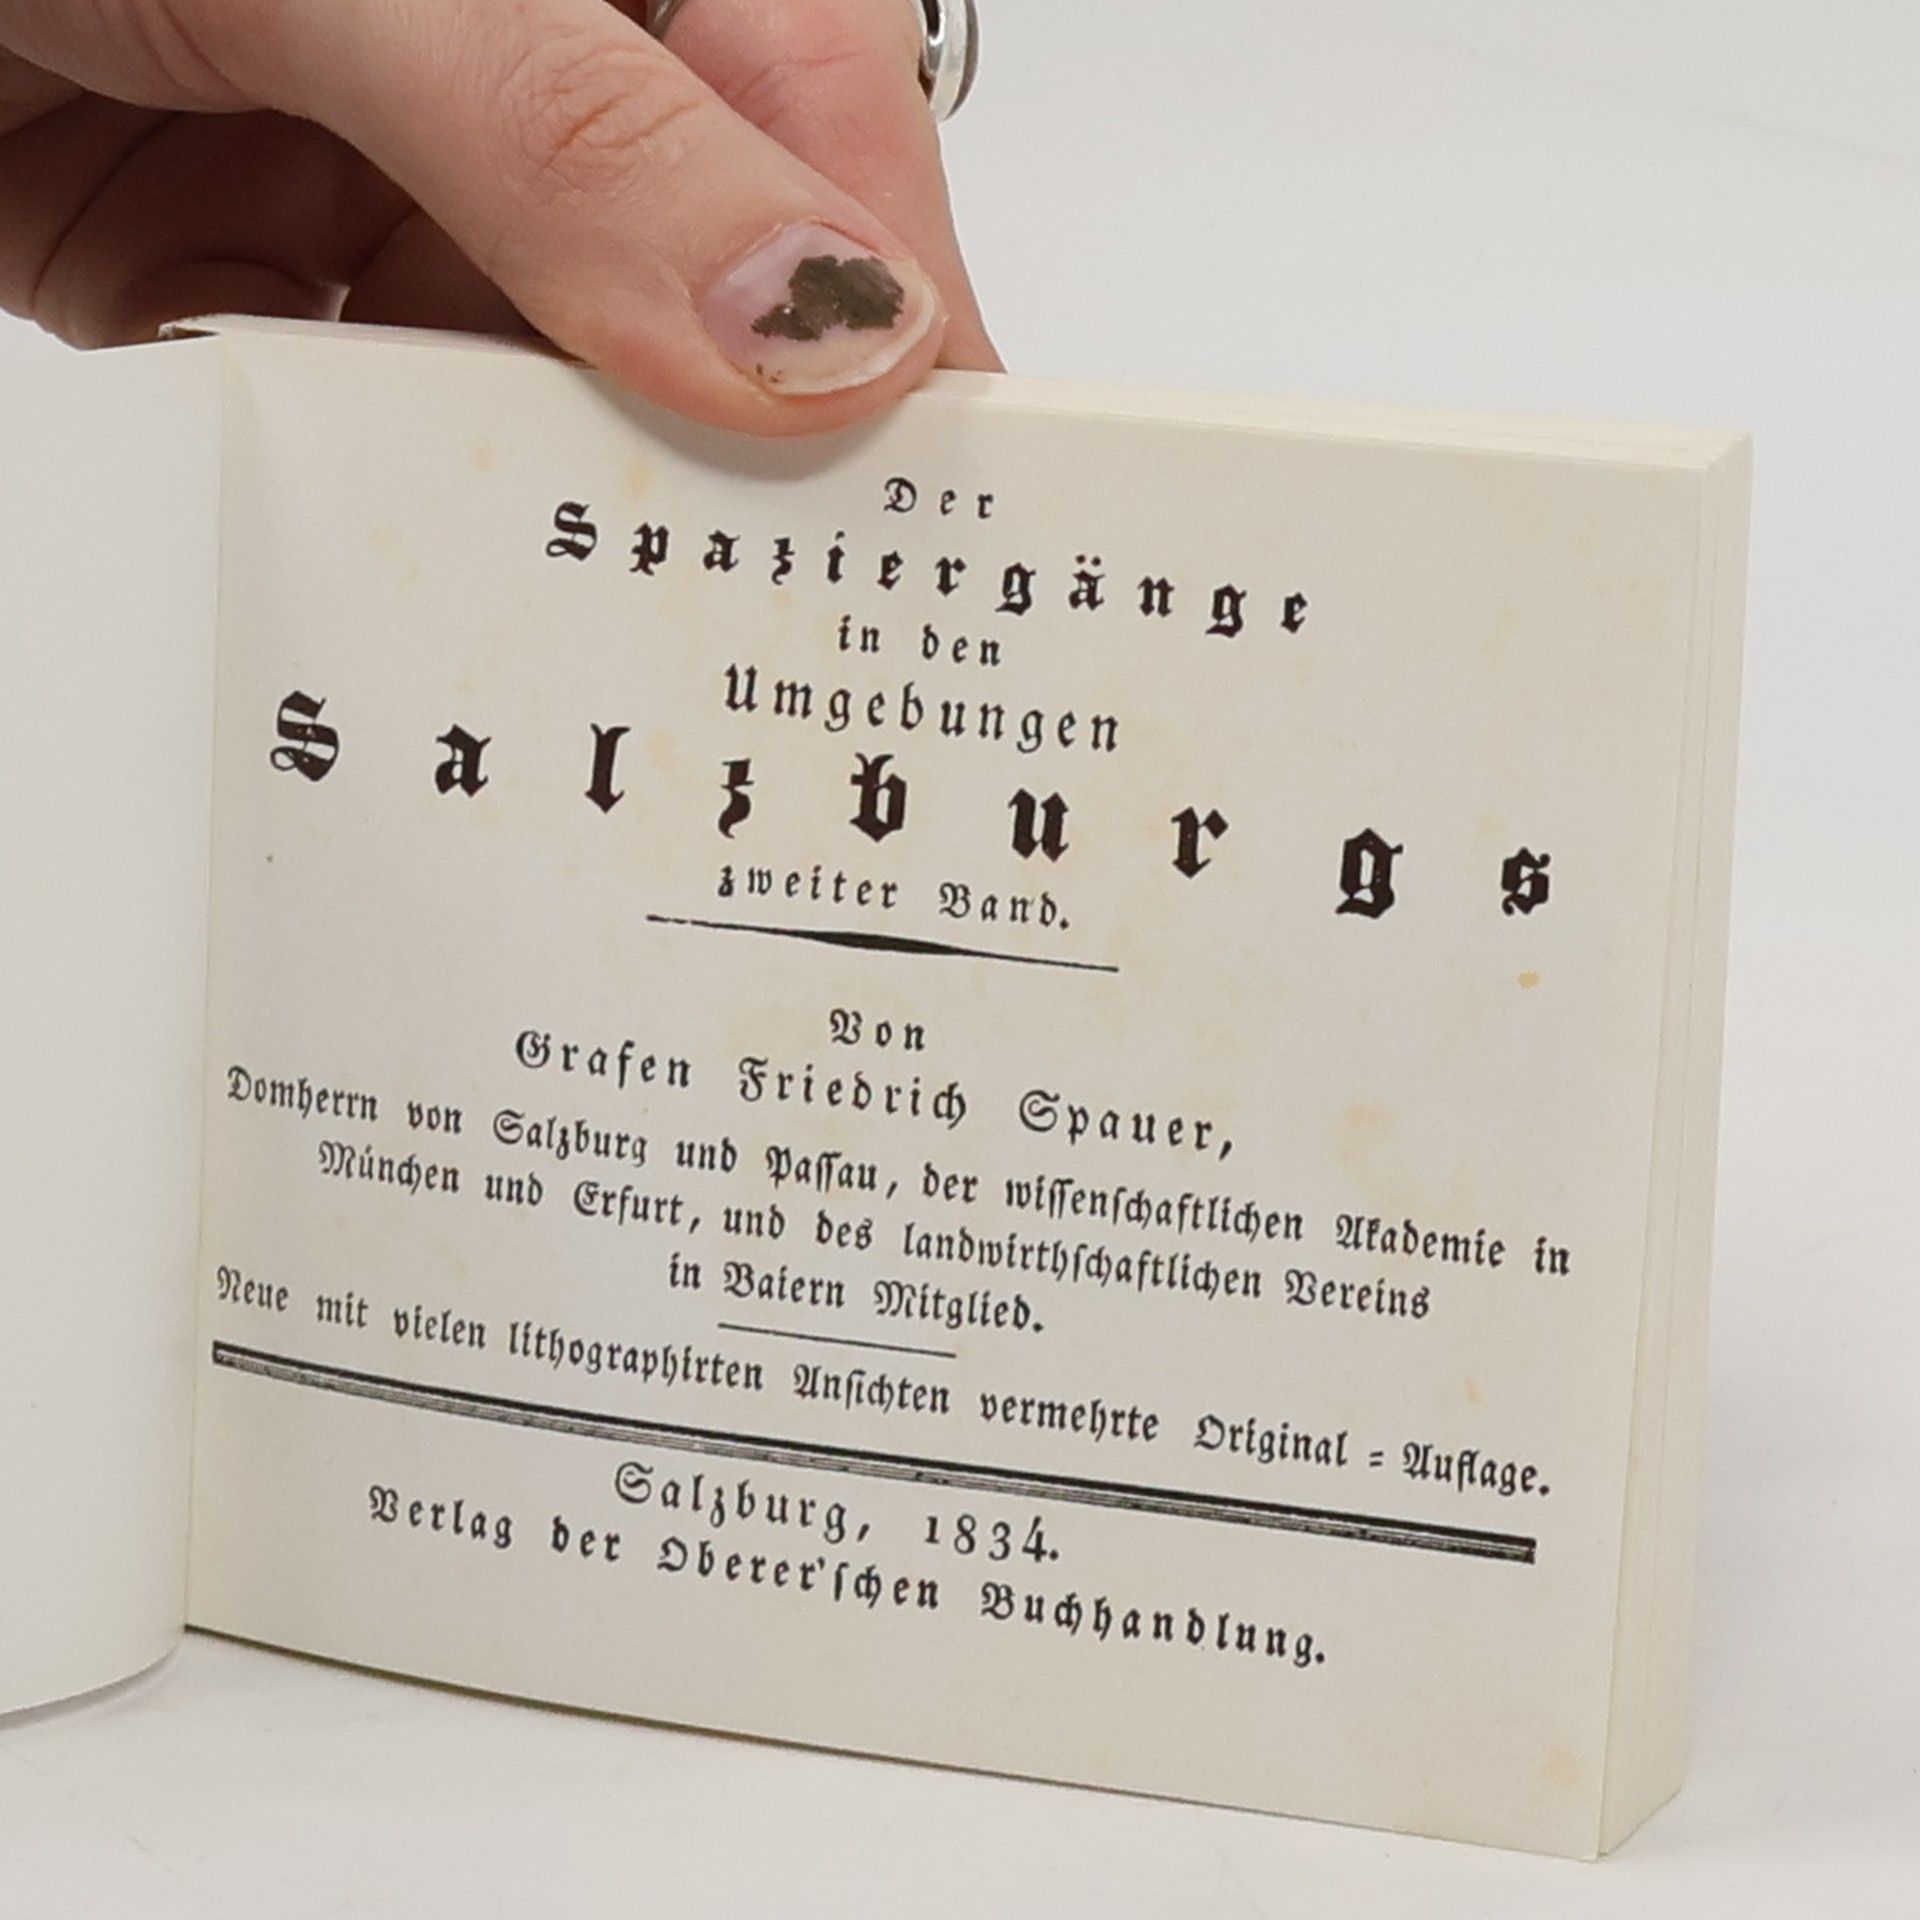 Der
Spaziergänge
in den
Umgebungen
Salzburgs
zweiter Band.
Von
Grafen Friedrich Spauer,
Domherrn von Salzburg und Passau, der wissenschaftlichen Akademie in
München und Erfurt, und des landwirthschaftlichen Vereins
in Baiern Mitglied.
Neue mit vielen lithographirten Ansichten vermehrte Original = Auflage.
Salzburg, 1834.
Verlag der Oberer'schen Buchhandlung.